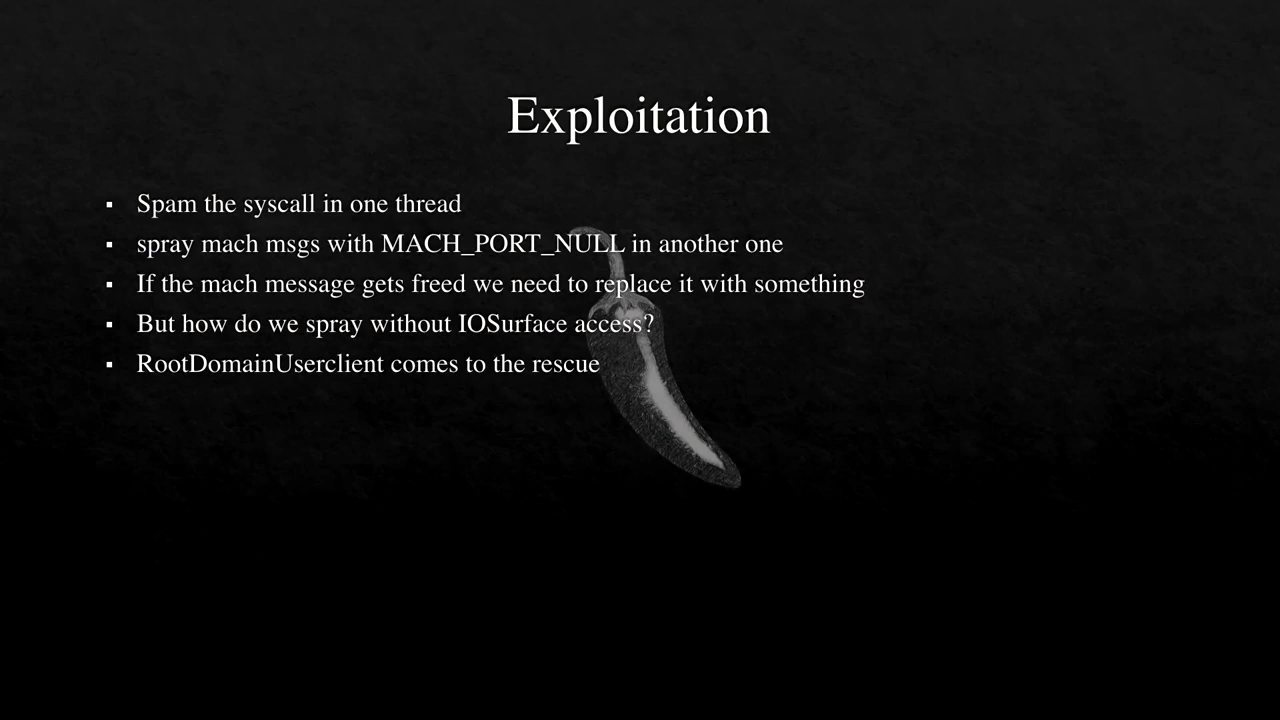 Exploitation
▪ Spam the syscall in one thread
▪ spray mach msgs with MACH_PORT_NULL in another one
▪ If the mach message gets freed we need to replace it with something
▪ But how do we spray without IOSurface access?
▪ RootDomainUserclient comes to the rescue